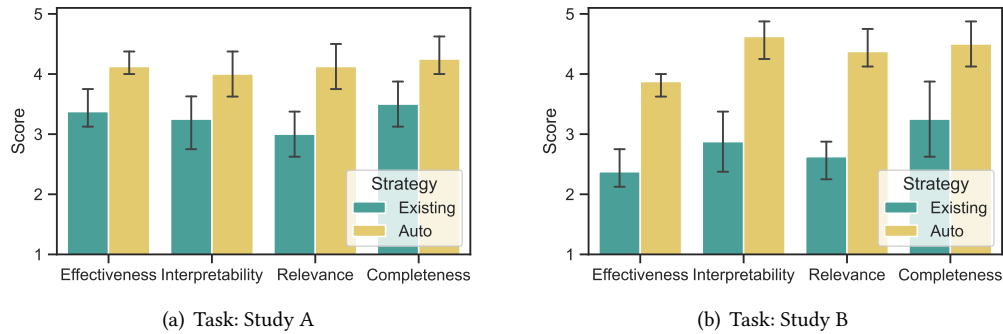 5
4
3
2
1
Score
Strategy
Existing
Auto
Effectiveness Interpretability Relevance Completeness
(a) Task: Study A
5
4
3
2
1
Score
Strategy
Existing
Auto
Effectiveness Interpretability Relevance Completeness
(b) Task: Study B